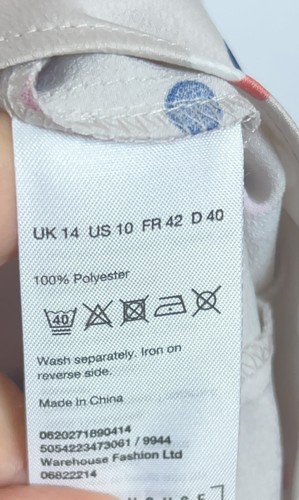 UK 14 US 10 FR 42 D 40
100% Polyester
40
Wash separately. Iron on
reverse side.
Made in China
0620271890414
5054223473061 / 9944
Warehouse Fashion Ltd
06822214